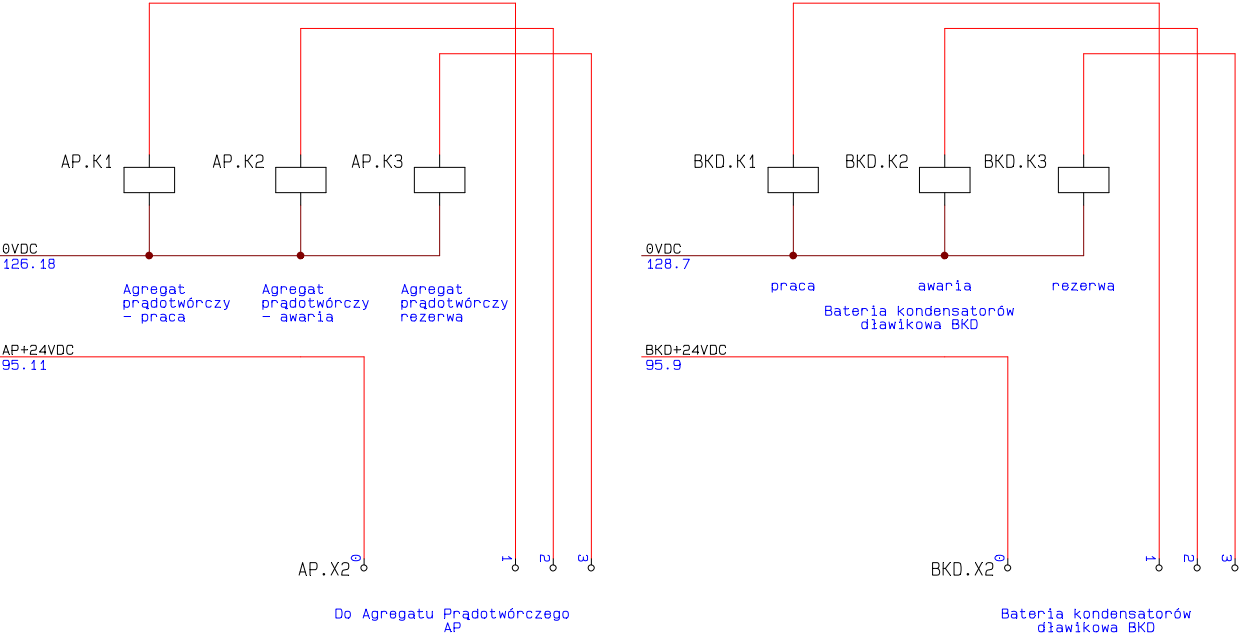 AP.K1
AP.K2
AP.K3
BKD.K1
BKD.K2
BKD.K3
0VDC
126.18
0VDC
128.7
Agregat
prądotwórczy
- praca
Agregat
prądotwórczy
- awaria
Agregat
prądotwórczy
rezerwa
praca
awaria
rezerwa
Bateria kondensatorów
dławikowa BKD
AP+24VDC
95.11
BKD+24VDC
95.9
AP.X2
0
1
2
3
BKD.X2
0
1
2
3
Do Agregatu Prądotwórczego
AP
Bateria kondensatorów
dławikowa BKD